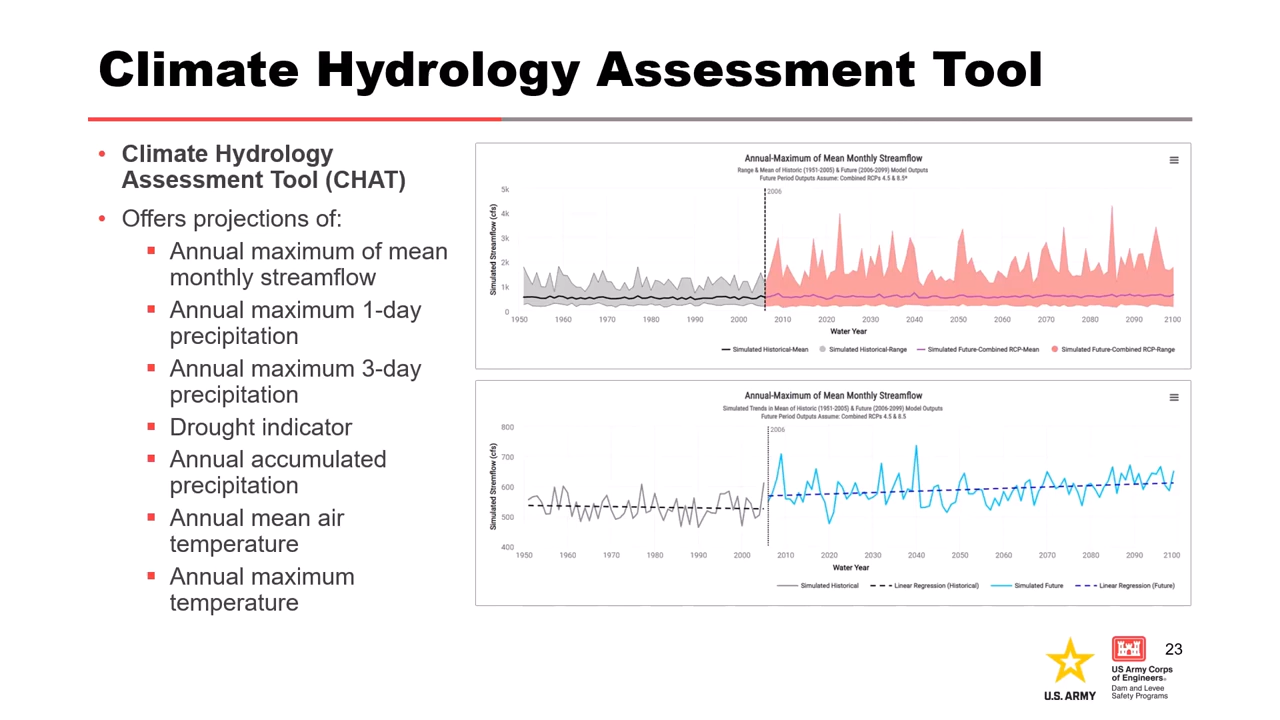 Climate Hydrology Assessment Tool
• Climate Hydrology
Assessment Tool (CHAT)
• Offers projections of:
▪ Annual maximum of mean
monthly streamflow
▪ Annual maximum 1-day
precipitation
▪ Annual maximum 3-day
precipitation
▪ Drought indicator
▪ Annual accumulated
precipitation
▪ Annual mean air
temperature
▪ Annual maximum
temperature
Annual-Maximum of Mean Monthly Streamflow
Range & Mean of Historic (1951-2005) & Future (2006-2099) Model Outputs
Future Period Outputs Assume: Combined RCPs 4.5 & 8.5*
2006
Simulated Streamflow (cfs)
5k
4k
3k
2k
1k
0
1950 1960 1970 1980 1990 2000 2010 2020 2030 2040 2050 2060 2070 2080 2090 2100
Water Year
Simulated Historical-Mean Simulated Historical-Range Simulated Future-Combined RCP-Mean Simulated Future-Combined RCP-Range
Annual-Maximum of Mean Monthly Streamflow
Simulated Trends in Mean of Historic (1951-2005) & Future (2006-2099) Model Outputs
Future Period Outputs Assume: Combined RCPs 4.5 & 8.5
2006
Simulated Stremflow (cfs)
800
700
600
500
400
1950 1960 1970 1980 1990 2000 2010 2020 2030 2040 2050 2060 2070 2080 2090 2100
Water Year
Simulated Historical Linear Regression (Historical) Simulated Future Linear Regression (Future)
U.S. ARMY
US Army Corps
of Engineers®
Dam and Levee
Safety Programs
23